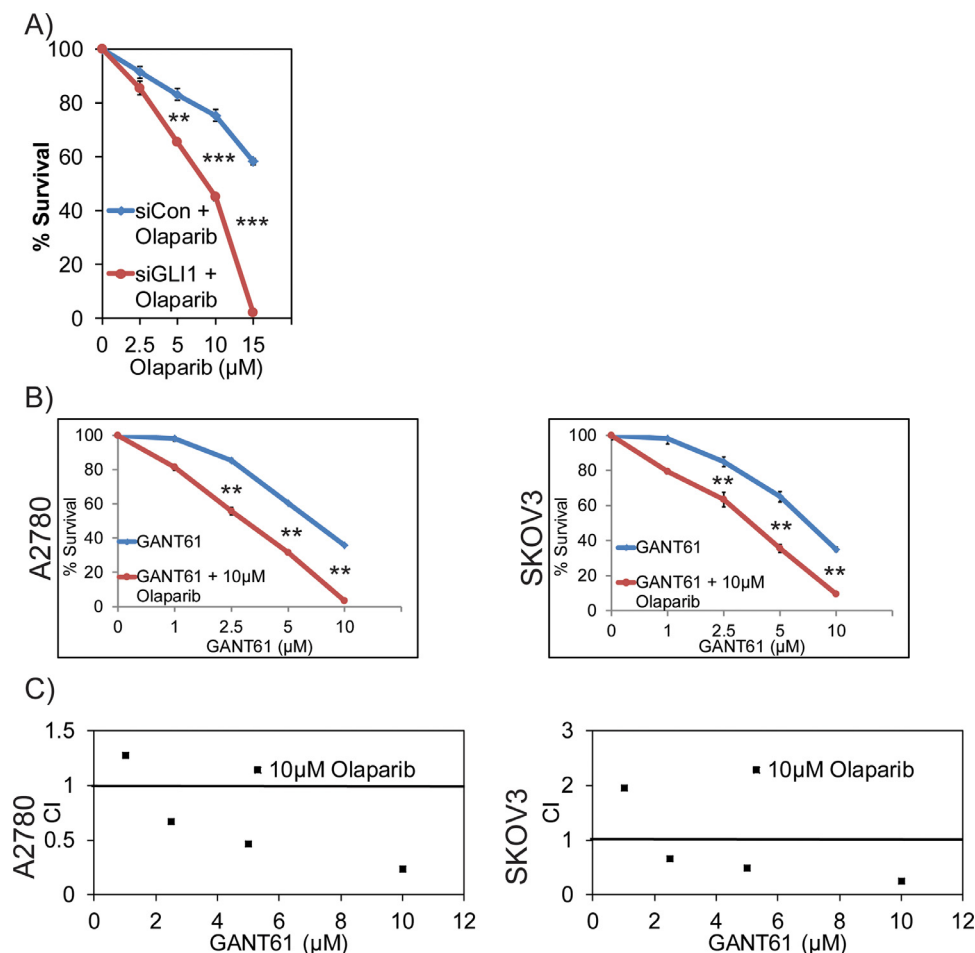 A)
100
80
60
40
20
0
% Survival
**
***
***
siCon +
Olaparib
siGLI1 +
Olaparib
0 2.5 5 10 15
Olaparib (µM)
B)
A2780
% Survival
100
80
60
40
20
0
**
**
**
GANT61
GANT61 + 10µM
Olaparib
0 1 2.5 5 10
GANT61 (µM)
SKOV3
% Survival
100
80
60
40
20
0
**
**
**
GANT61
GANT61 + 10µM
Olaparib
0 1 2.5 5 10
GANT61 (µM)
C)
A2780
CI
1.5
1
0.5
0
10µM Olaparib
0 2 4 6 8 10 12
GANT61 (µM)
SKOV3
CI
3
2
1
0
10µM Olaparib
0 2 4 6 8 10 12
GANT61 (µM)